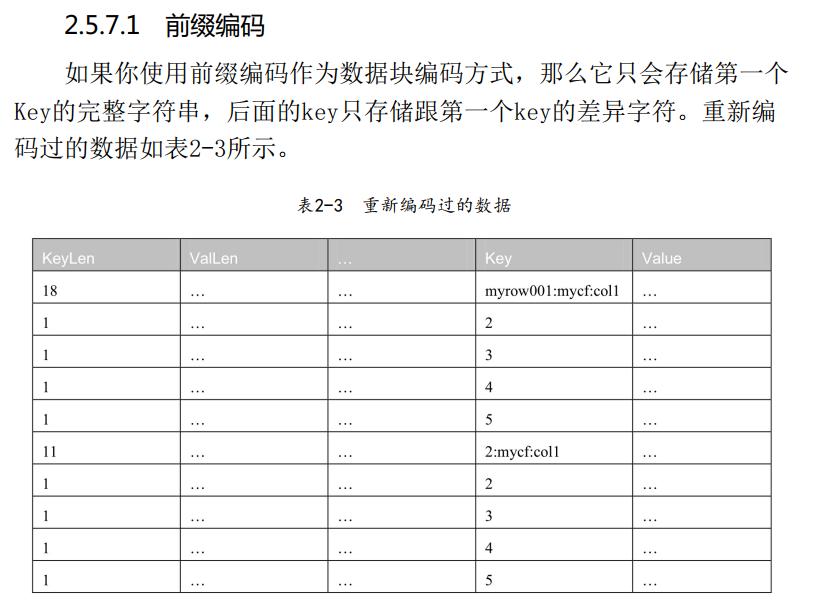 2.5.7.1 前缀编码
如果你使用前缀编码作为数据块编码方式，那么它只会存储第一个
Key的完整字符串，后面的key只存储跟第一个key的差异字符。重新编
码过的数据如表2-3所示。
表2-3 重新编码过的数据
KeyLen ValLen … Key Value
18 … … myrow001:mycf:col1 …
1 … … 2 …
1 … … 3 …
1 … … 4 …
1 … … 5 …
11 … … 2:mycf:col1 …
1 … … 2 …
1 … … 3 …
1 … … 4 …
1 … … 5 …